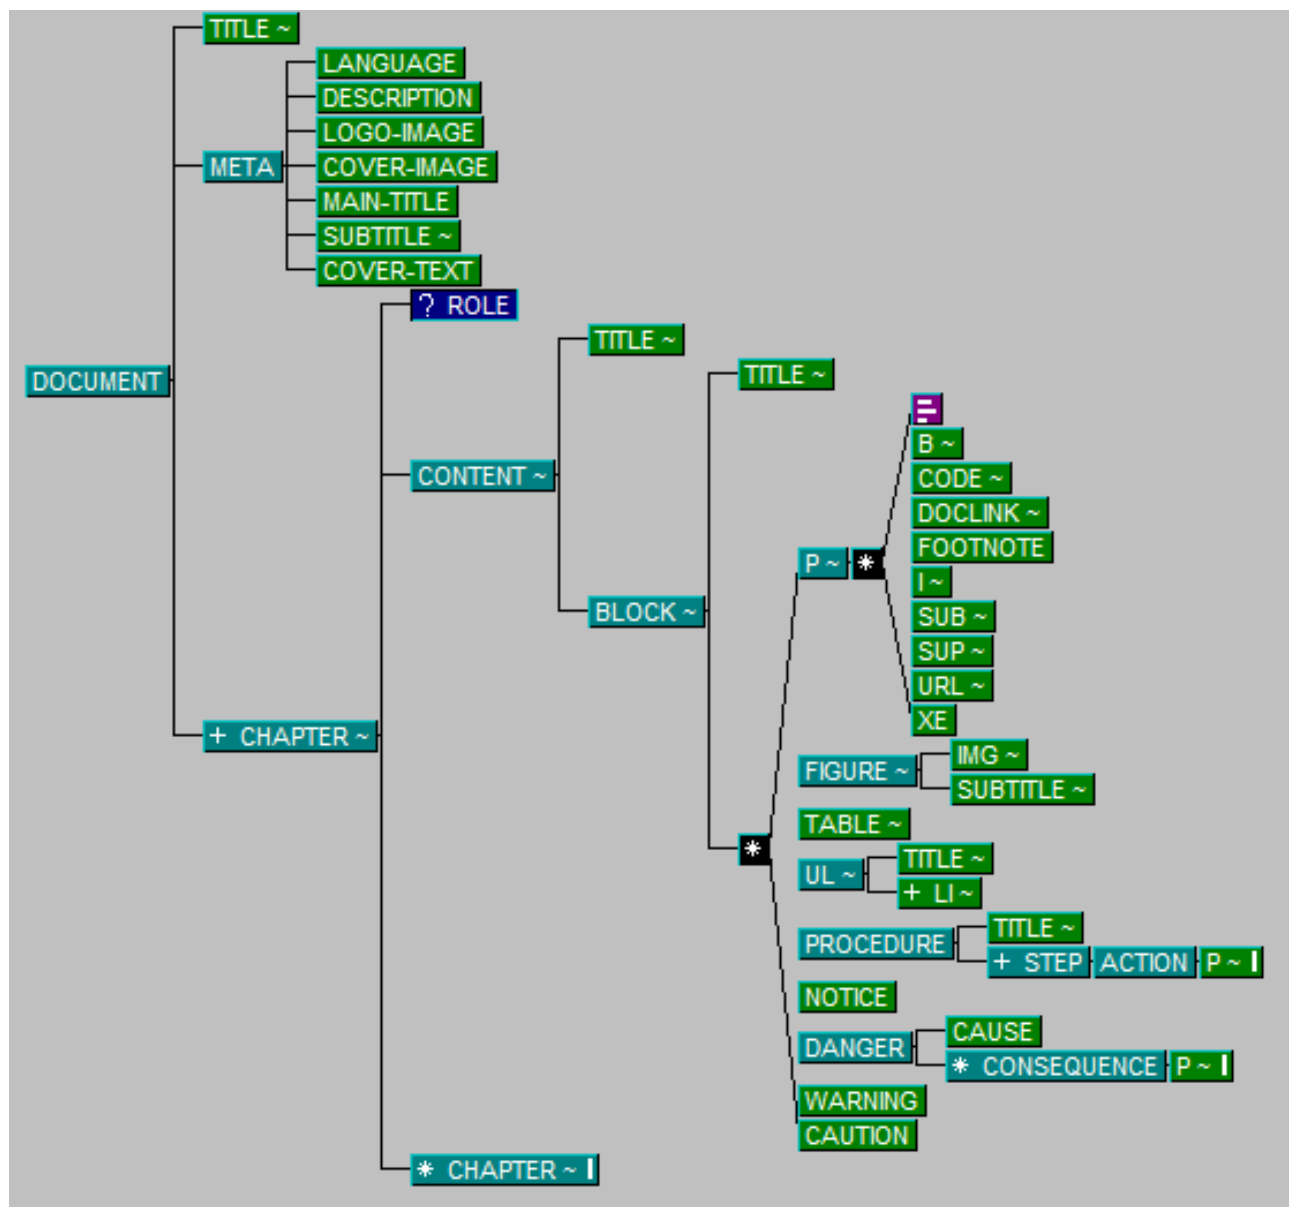 TITLE ~
LANGUAGE
DESCRIPTION
LOGO-IMAGE
META
COVER-IMAGE
MAIN-TITLE
SUBTITLE ~
COVER-TEXT
? ROLE
TITLE ~
TITLE ~
DOCUMENT
B ~
CONTENT ~
CODE ~
DOCLINK ~
FOOTNOTE
P ~ *
I ~
BLOCK ~
SUB ~
SUP ~
URL ~
XE
+ CHAPTER ~
IMG ~
FIGURE ~
SUBTITLE ~
TABLE ~
*
TITLE ~
UL ~
+ LI ~
TITLE ~
PROCEDURE
+ STEP ACTION P ~
NOTICE
CAUSE
DANGER
* CONSEQUENCE P ~
WARNING
CAUTION
* CHAPTER ~